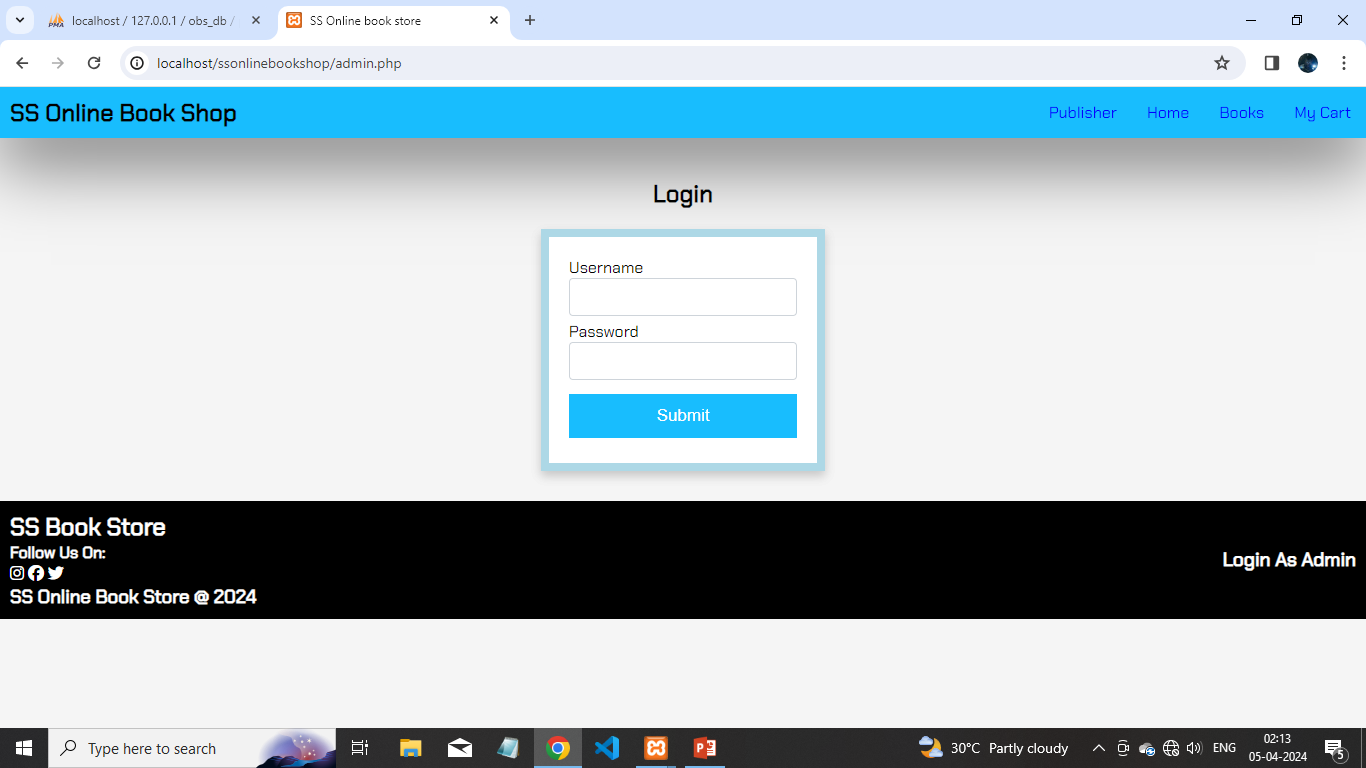 localhost / 127.0.0.1 / obs_db /
SS Online book store
localhost/ssonlinebookshop/admin.php
SS Online Book Shop
Publisher Home Books My Cart
Login
Username
Password
Submit
SS Book Store
Follow Us On:
SS Online Book Store @ 2024
Login As Admin
Type here to search
30°C Partly cloudy
ENG
02:13
05-04-2024
5